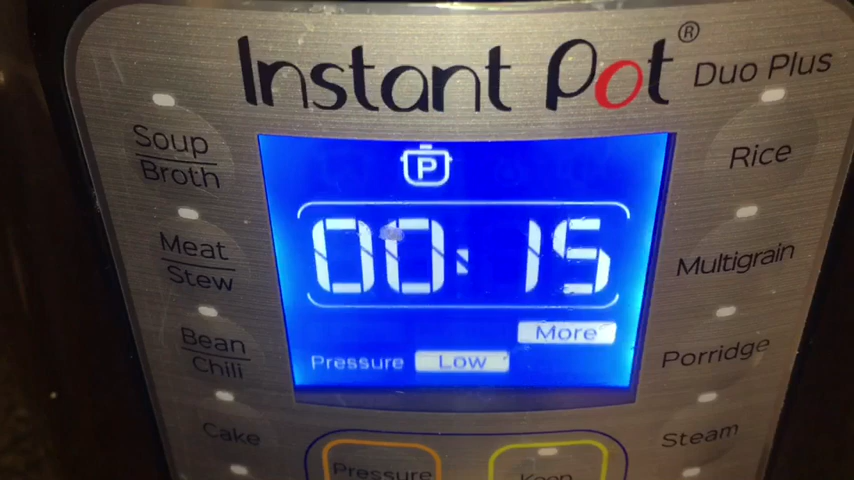 Instant Pot® Duo Plus
Soup
Broth
Rice
P
00:15
Meat
Stew
Multigrain
More
Bean
Chili
Pressure Low
Porridge
Cake
Steam
Pressure
Keep